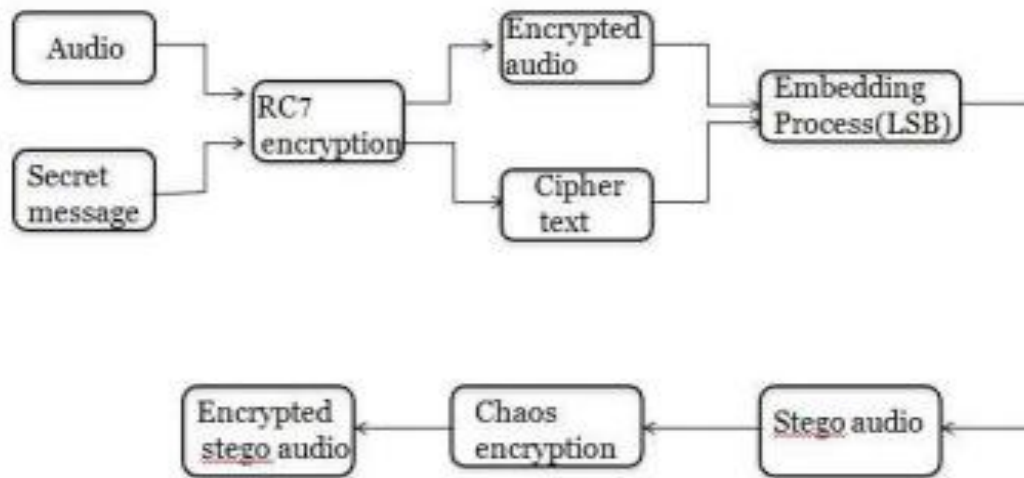 Audio
Secret
message
RC7
encryption
Encrypted
audio
Cipher
text
Embedding
Process(LSB)
Stego audio
Chaos
encryption
Encrypted
stego audio